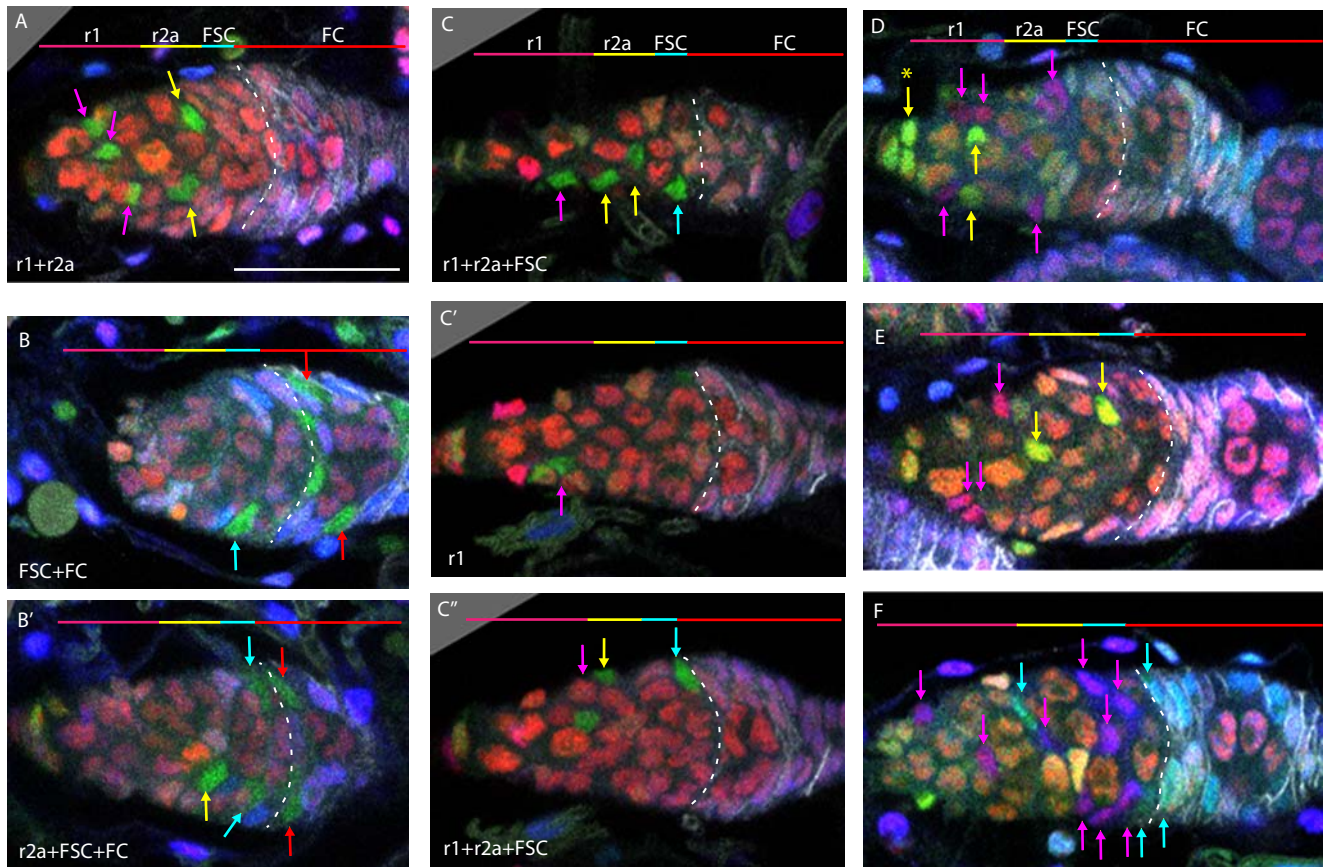 A
r1 r2a FSC FC
r1+r2a
B
FSC+FC
B′
r2a+FSC+FC
C
r1 r2a FSC FC
r1+r2a+FSC
C′
r1
C″
r1+r2a+FSC
D
r1 r2a FSC FC
*
E
F